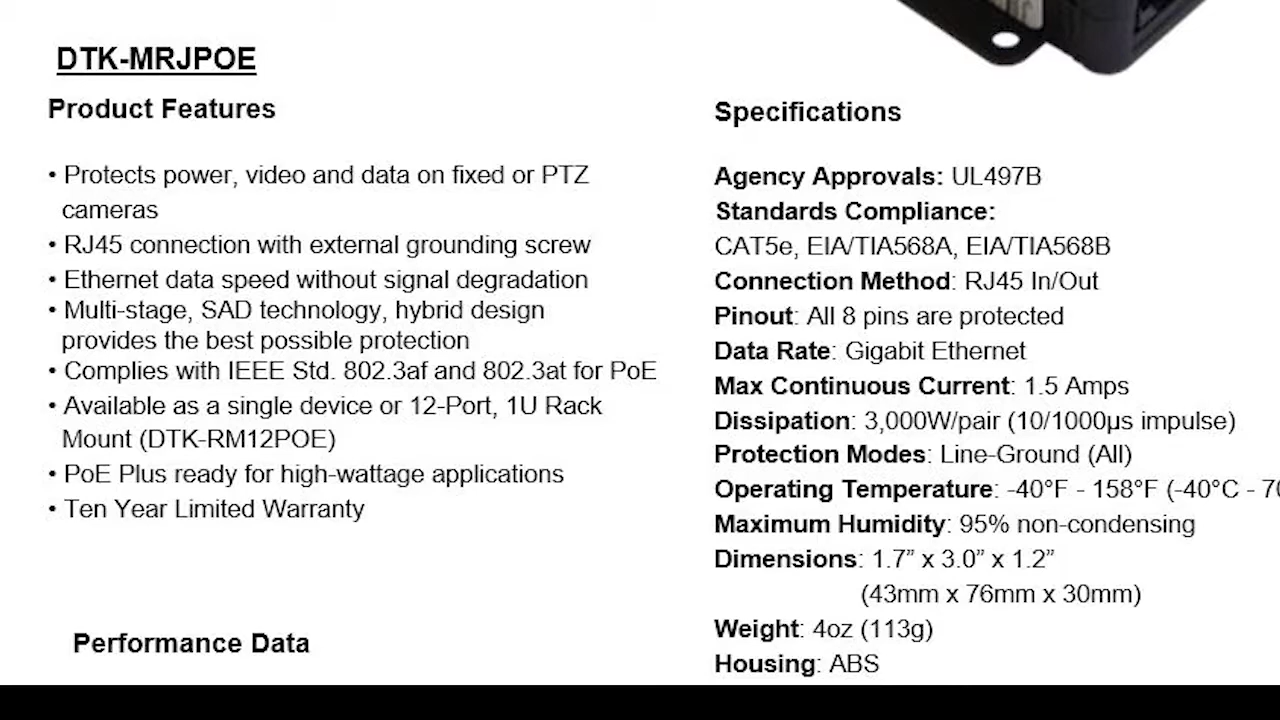 DTK-MRJPOE
Product Features
• Protects power, video and data on fixed or PTZ
cameras
• RJ45 connection with external grounding screw
• Ethernet data speed without signal degradation
• Multi-stage, SAD technology, hybrid design
provides the best possible protection
• Complies with IEEE Std. 802.3af and 802.3at for PoE
• Available as a single device or 12-Port, 1U Rack
Mount (DTK-RM12POE)
• PoE Plus ready for high-wattage applications
• Ten Year Limited Warranty
Performance Data
Specifications
Agency Approvals: UL497B
Standards Compliance:
CAT5e, EIA/TIA568A, EIA/TIA568B
Connection Method: RJ45 In/Out
Pinout: All 8 pins are protected
Data Rate: Gigabit Ethernet
Max Continuous Current: 1.5 Amps
Dissipation: 3,000W/pair (10/1000µs impulse)
Protection Modes: Line-Ground (All)
Operating Temperature: -40°F - 158°F (-40°C - 70
Maximum Humidity: 95% non-condensing
Dimensions: 1.7” x 3.0” x 1.2”
(43mm x 76mm x 30mm)
Weight: 4oz (113g)
Housing: ABS